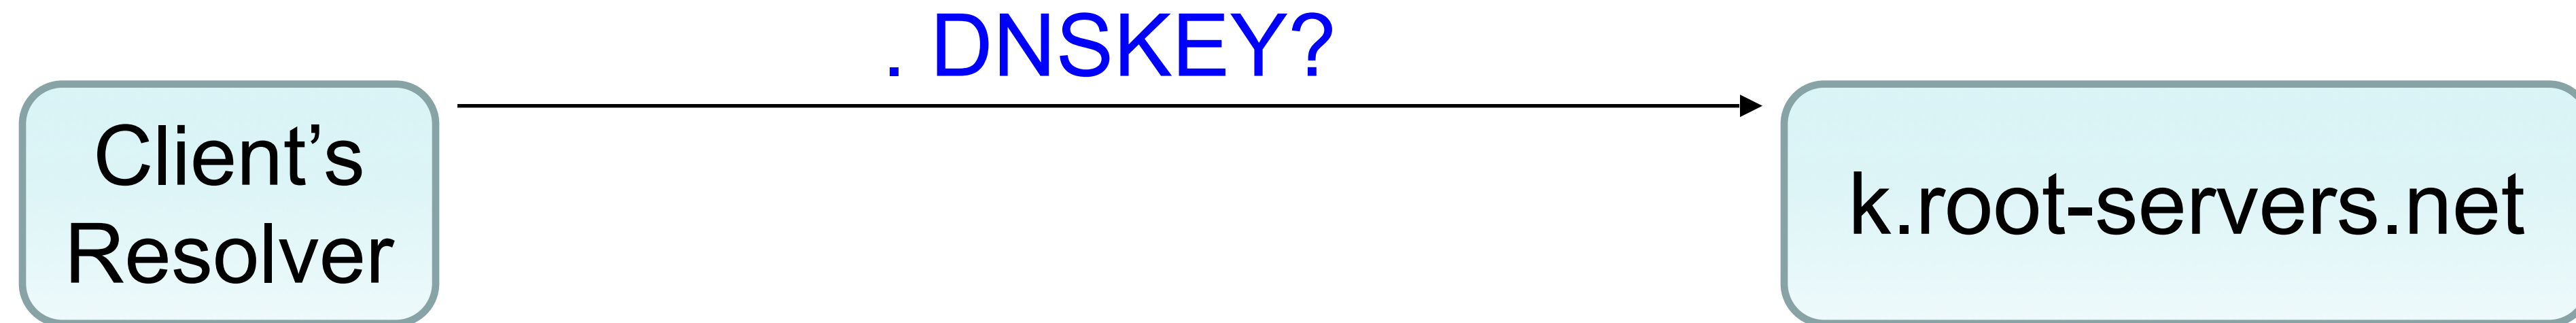 . DNSKEY?
Client’s
Resolver
k.root-servers.net